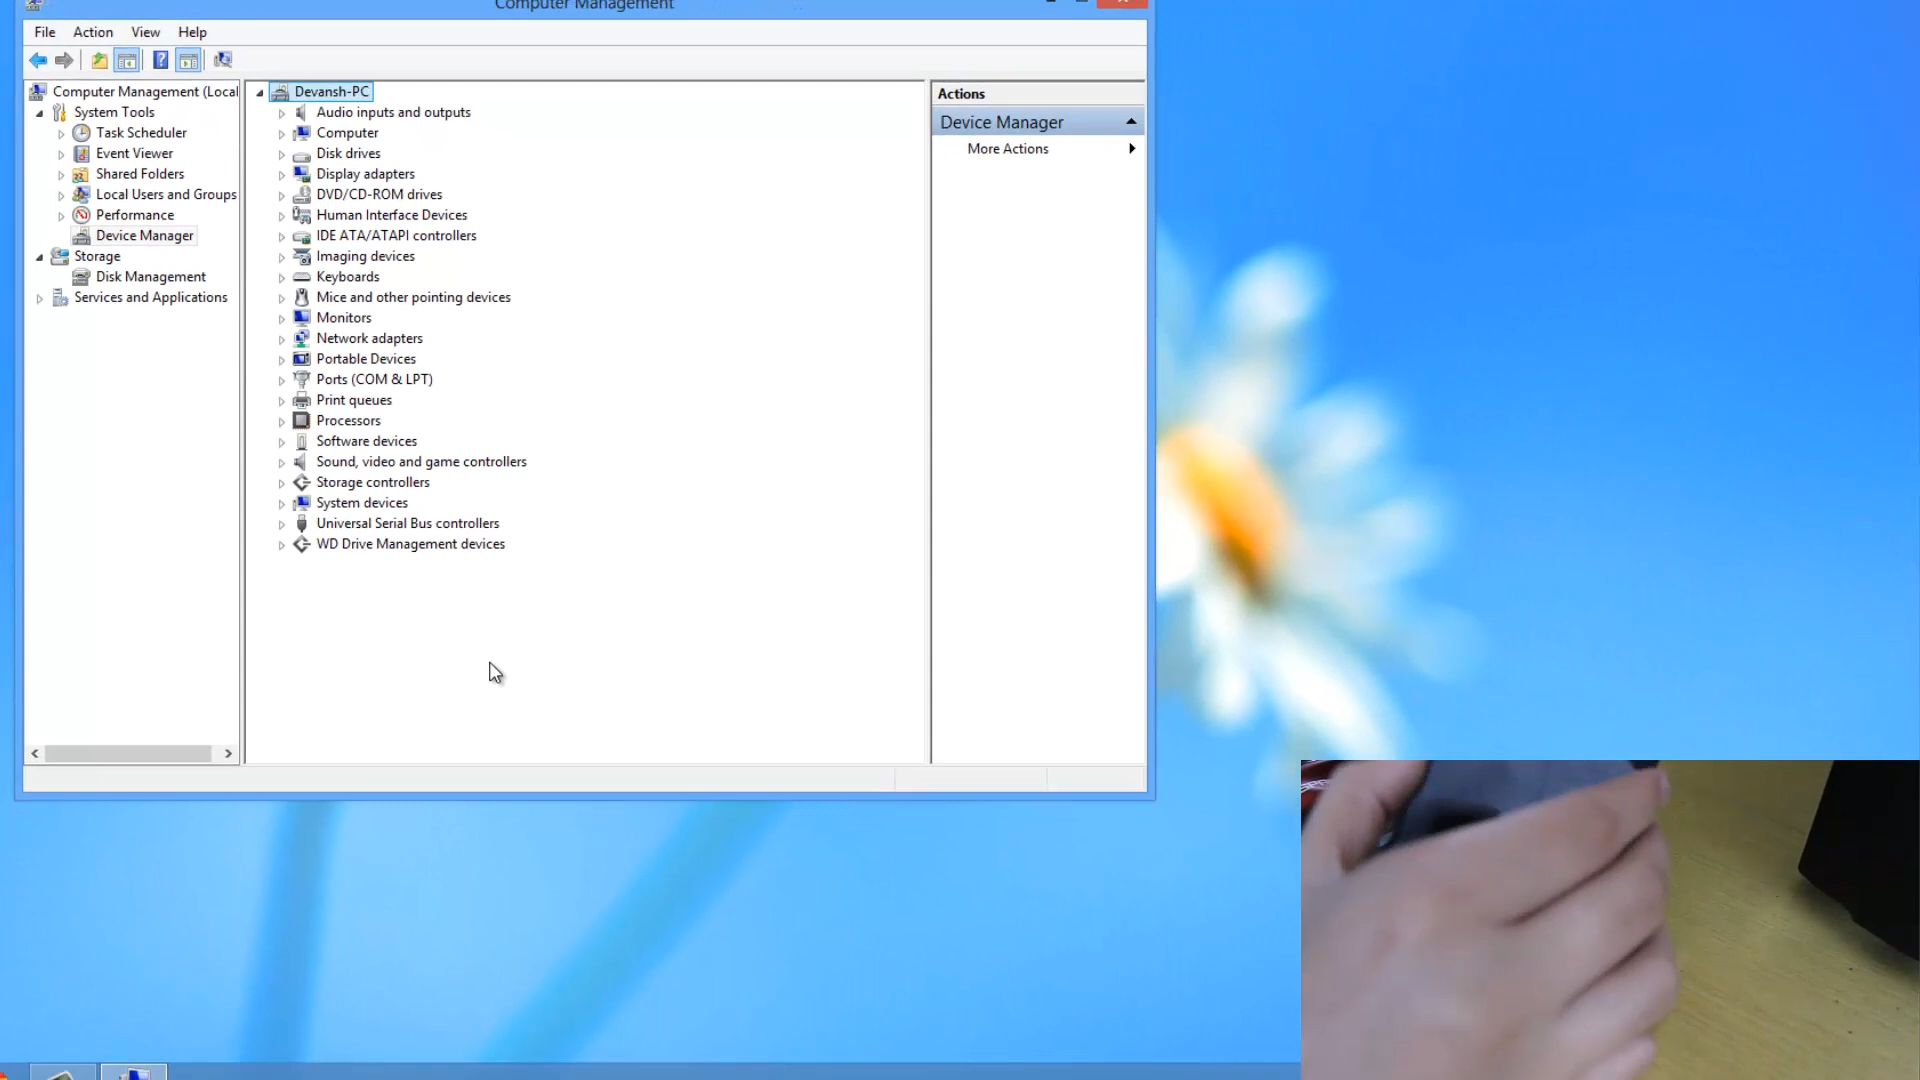 Computer Management
File Action View Help
Computer Management (Local
System Tools
Task Scheduler
Event Viewer
Shared Folders
Local Users and Groups
Performance
Device Manager
Storage
Disk Management
Services and Applications
Devansh-PC
Audio inputs and outputs
Computer
Disk drives
Display adapters
DVD/CD-ROM drives
Human Interface Devices
IDE ATA/ATAPI controllers
Imaging devices
Keyboards
Mice and other pointing devices
Monitors
Network adapters
Portable Devices
Ports (COM & LPT)
Print queues
Processors
Software devices
Sound, video and game controllers
Storage controllers
System devices
Universal Serial Bus controllers
WD Drive Management devices
Actions
Device Manager
More Actions